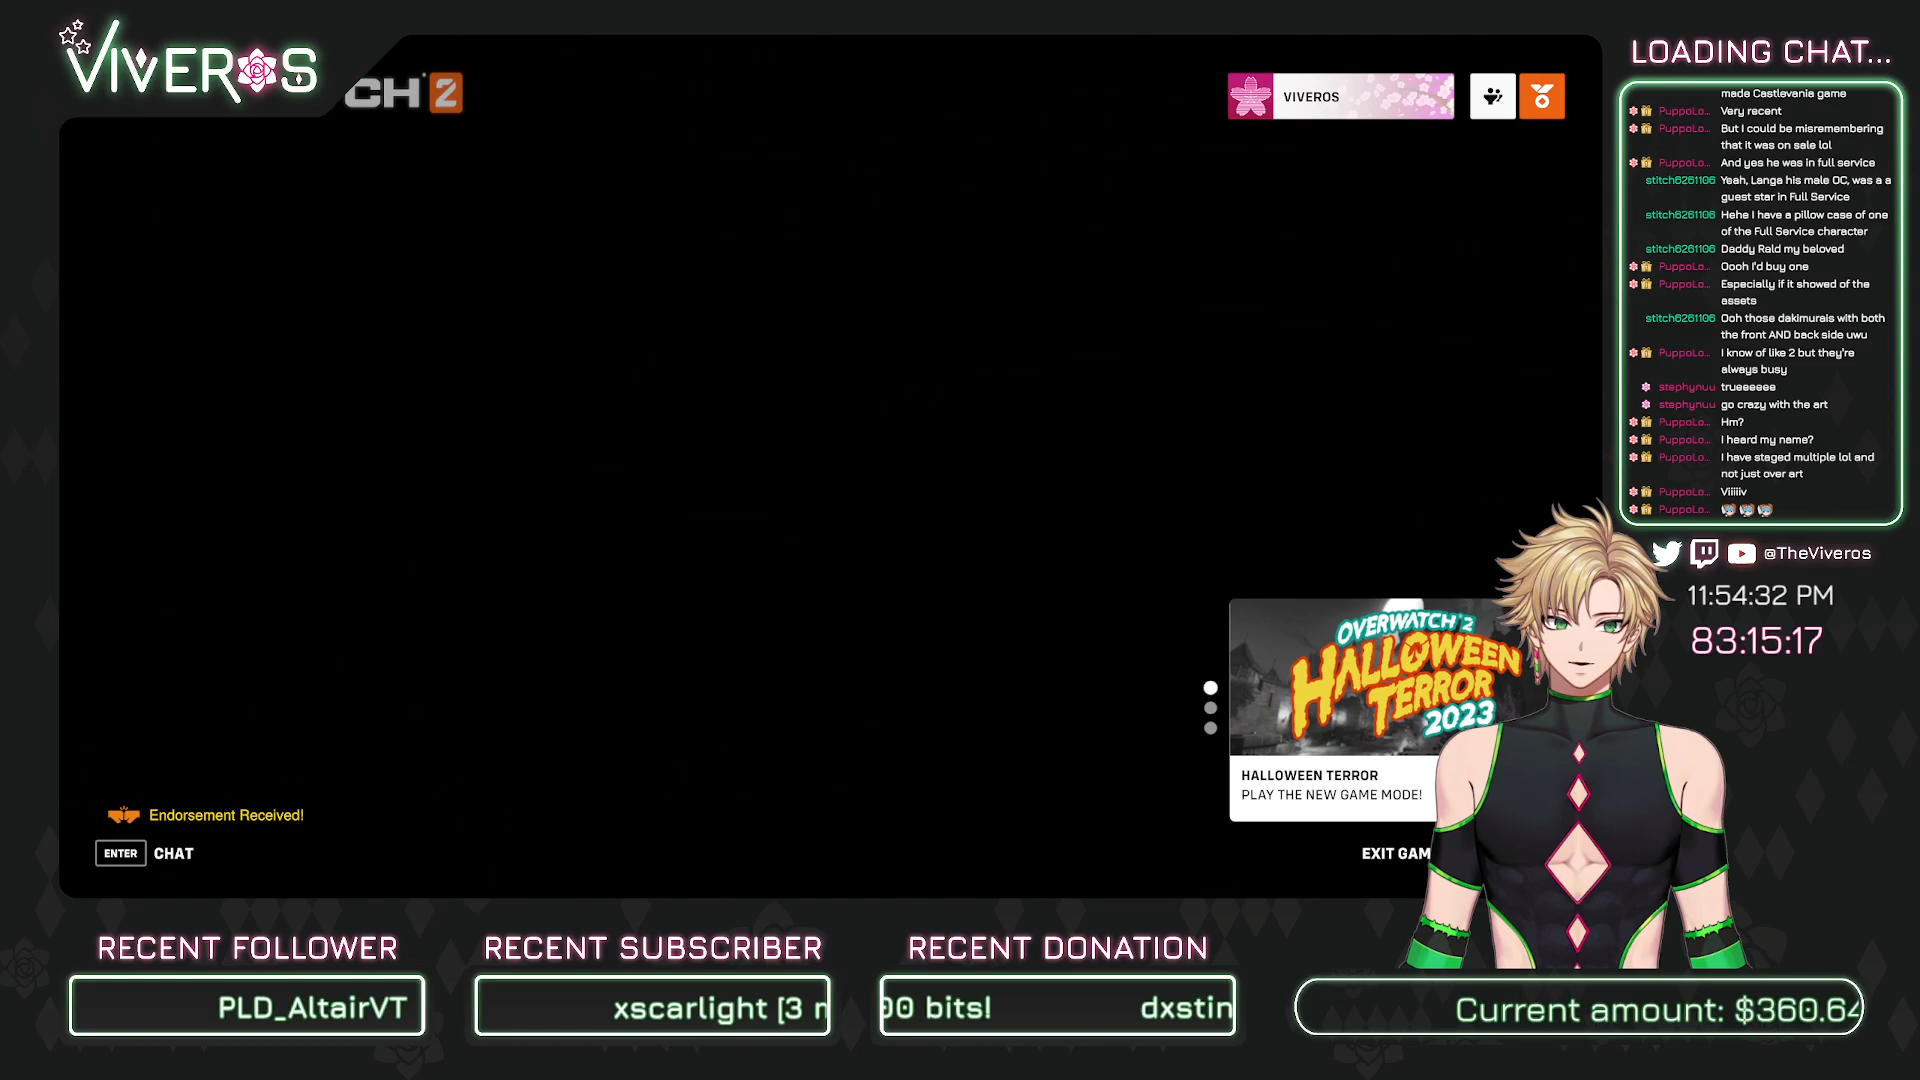 VIVEROS
CH 2
VIVEROS
LOADING CHAT...
made Castlevania game
PuppoLo... Very recent
PuppoLo... But I could be misremembering
that it was on sale lol
PuppoLo... And yes he was in full service
stitch6261106 Yeah, Langa his male OC, was a a
guest star in Full Service
stitch6261106 Hehe I have a pillow case of one
of the Full Service character
stitch6261106 Daddy Rald my beloved
PuppoLo... Oooh I'd buy one
PuppoLo... Especially if it showed of the
assets
stitch6261106 Ooh those dakimurais with both
the front AND back side uwu
PuppoLo... I know of like 2 but they're
always busy
stephynuu trueeeeee
stephynuu go crazy with the art
PuppoLo... Hm?
PuppoLo... I heard my name?
PuppoLo... I have staged multiple lol and
not just over art
PuppoLo... Viiiiiv
PuppoLo...
@TheViveros
11:54:32 PM
83:15:17
OVERWATCH 2
HALLOWEEN
TERROR
2023
HALLOWEEN TERROR
PLAY THE NEW GAME MODE!
Endorsement Received!
ENTER CHAT
EXIT GAM
RECENT FOLLOWER
PLD_AltairVT
RECENT SUBSCRIBER
xscarlight [3 m
RECENT DONATION
00 bits! dxstin
Current amount: $360.64